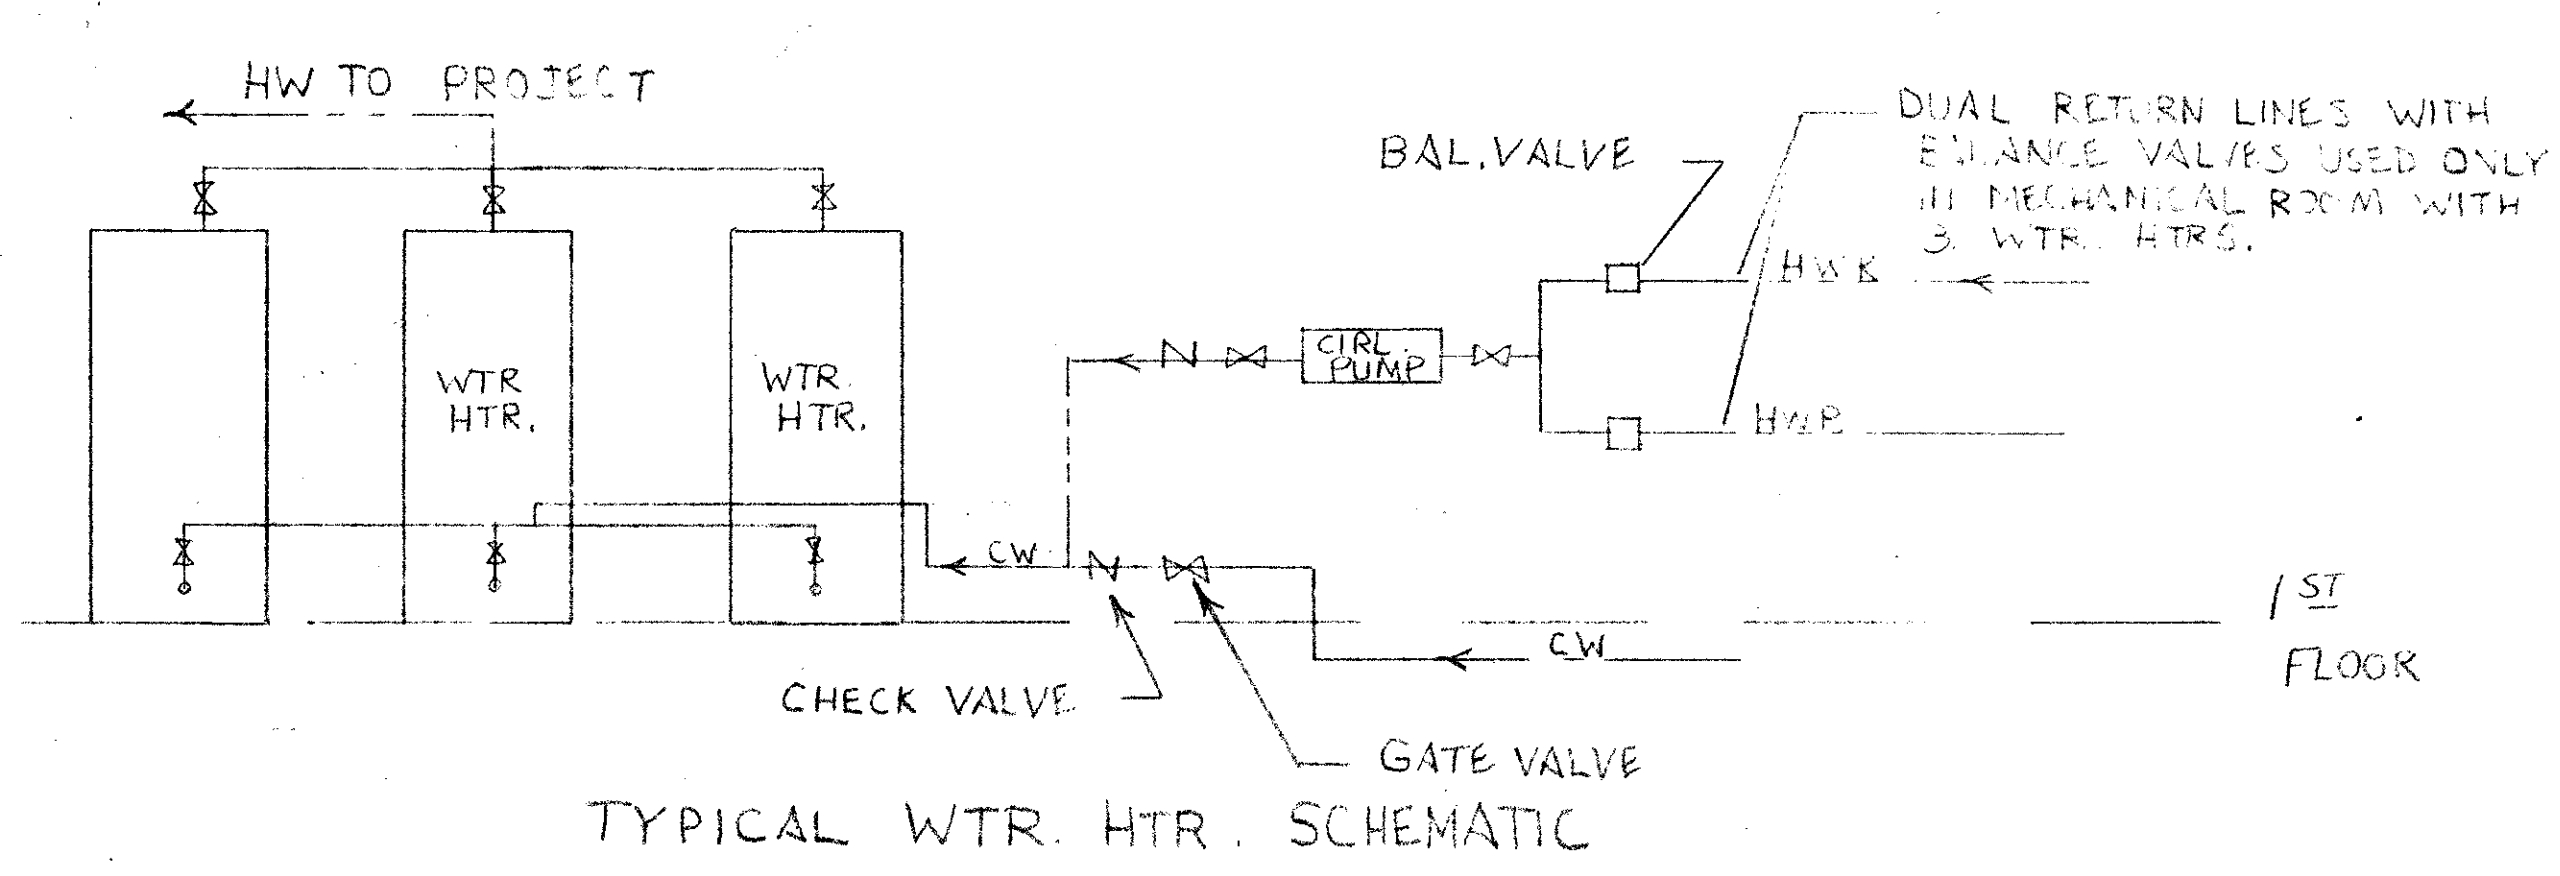 HW TO PROJECT
DUAL RETURN LINES WITH
BALANCE VALVES USED ONLY
IN MECHANICAL ROOM WITH
3 WTR. HTRS.
BAL. VALVE
HWR
CIRL.
PUMP
HWR
WTR
HTR.
WTR.
HTR.
CW
CW
1ST
FLOOR
CHECK VALVE
GATE VALVE
TYPICAL WTR. HTR. SCHEMATIC